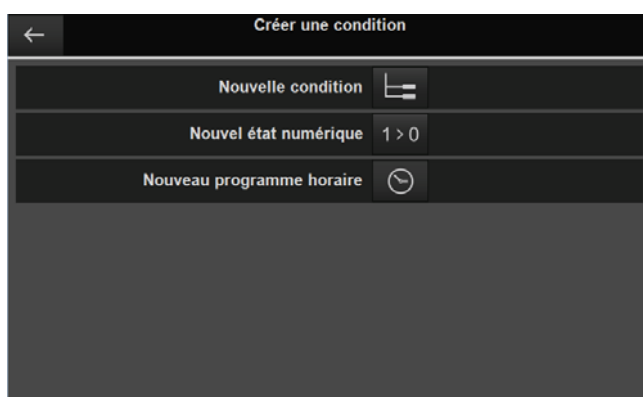 Créer une condition
Nouvelle condition
Nouvel état numérique 1 > 0
Nouveau programme horaire